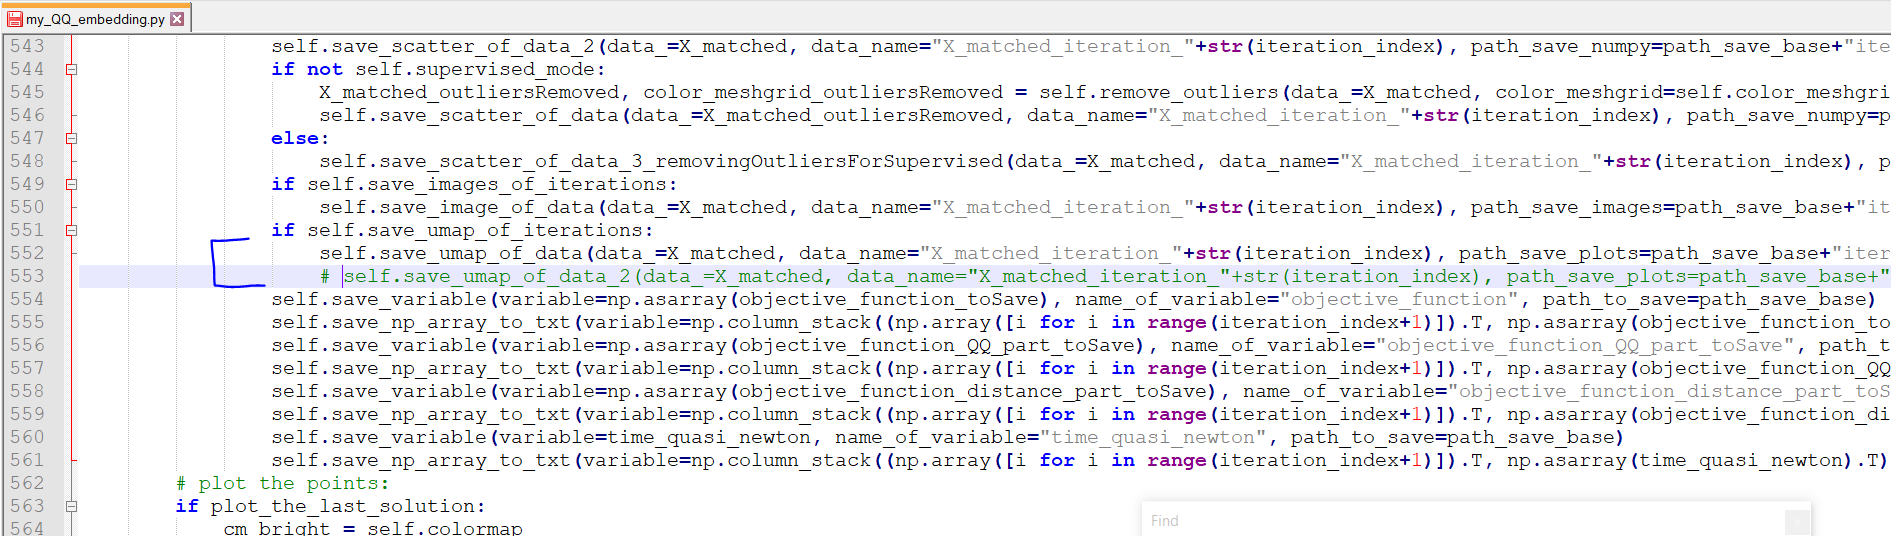 my_QQ_embedding.py
543 self.save_scatter_of_data_2(data_=X_matched, data_name="X_matched_iteration_"+str(iteration_index), path_save_numpy=path_save_base+"ite
544 if not self.supervised_mode:
545 X_matched_outliersRemoved, color_meshgrid_outliersRemoved = self.remove_outliers(data_=X_matched, color_meshgrid=self.color_meshgri
546 self.save_scatter_of_data(data_=X_matched_outliersRemoved, data_name="X_matched_iteration_"+str(iteration_index), path_save_numpy=p
547 else:
548 self.save_scatter_of_data_3_removingOutliersForSupervised(data_=X_matched, data_name="X_matched_iteration_"+str(iteration_index), p
549 if self.save_images_of_iterations:
550 self.save_image_of_data(data_=X_matched, data_name="X_matched_iteration_"+str(iteration_index), path_save_images=path_save_base+"it
551 if self.save_umap_of_iterations:
552 self.save_umap_of_data(data_=X_matched, data_name="X_matched_iteration_"+str(iteration_index), path_save_plots=path_save_base+"iter
553 # self.save_umap_of_data_2(data_=X_matched, data_name="X_matched_iteration_"+str(iteration_index), path_save_plots=path_save_base+"
554 self.save_variable(variable=np.asarray(objective_function_toSave), name_of_variable="objective_function", path_to_save=path_save_base)
555 self.save_np_array_to_txt(variable=np.column_stack((np.array([i for i in range(iteration_index+1)]).T, np.asarray(objective_function_to
556 self.save_variable(variable=np.asarray(objective_function_QQ_part_toSave), name_of_variable="objective_function_QQ_part_toSave", path_t
557 self.save_np_array_to_txt(variable=np.column_stack((np.array([i for i in range(iteration_index+1)]).T, np.asarray(objective_function_QQ
558 self.save_variable(variable=np.asarray(objective_function_distance_part_toSave), name_of_variable="objective_function_distance_part_toS
559 self.save_np_array_to_txt(variable=np.column_stack((np.array([i for i in range(iteration_index+1)]).T, np.asarray(objective_function_di
560 self.save_variable(variable=time_quasi_newton, name_of_variable="time_quasi_newton", path_to_save=path_save_base)
561 self.save_np_array_to_txt(variable=np.column_stack((np.array([i for i in range(iteration_index+1)]).T, np.asarray(time_quasi_newton).T)
562 # plot the points:
563 if plot_the_last_solution:
564 cm_bright = self.colormap
Find